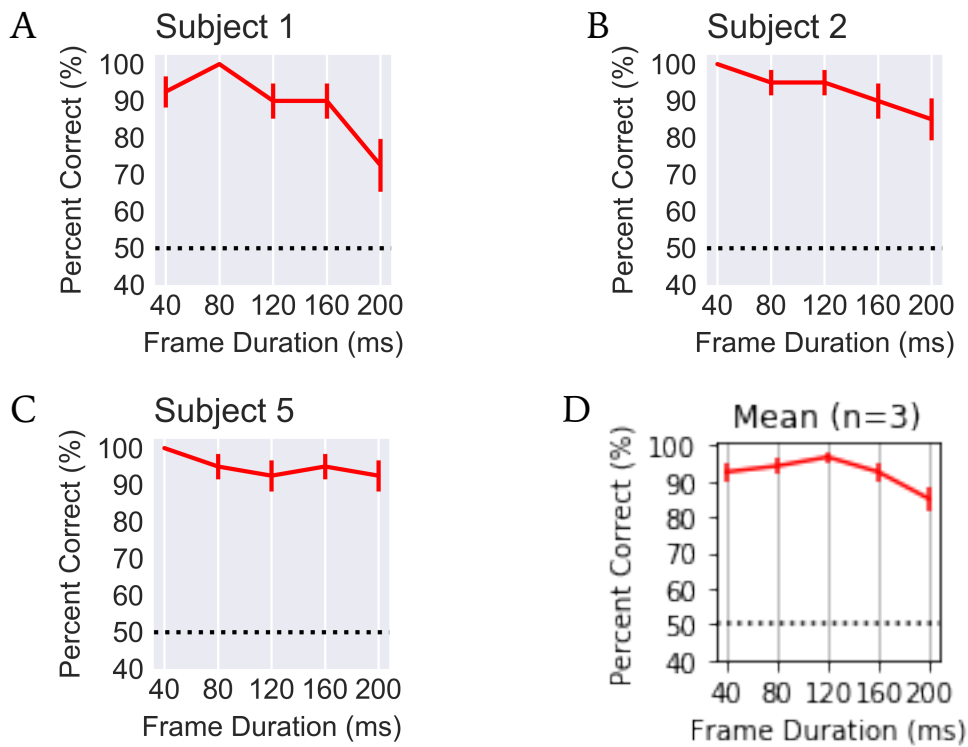 A
Subject 1
Percent Correct (%)
100
90
80
70
60
50
40
40 80 120 160 200
Frame Duration (ms)
B
Subject 2
Percent Correct (%)
100
90
80
70
60
50
40
40 80 120 160 200
Frame Duration (ms)
C
Subject 5
Percent Correct (%)
100
90
80
70
60
50
40
40 80 120 160 200
Frame Duration (ms)
D
Mean (n=3)
Percent Correct (%)
100
90
80
70
60
50
40
40 80 120 160 200
Frame Duration (ms)